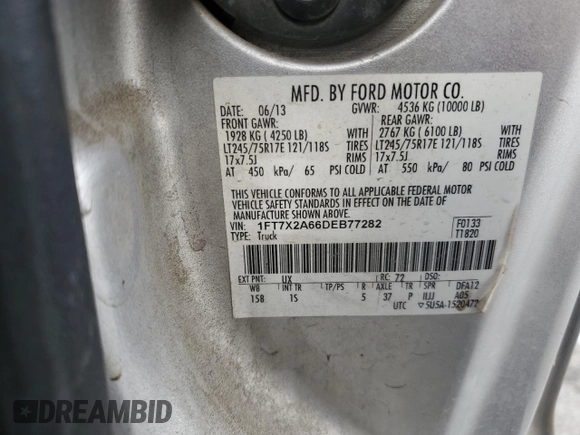 MFD. BY FORD MOTOR CO.
DATE: 06/13 GVWR: 4536 KG (10000 LB)
FRONT GAWR: REAR GAWR:
1928 KG (4250 LB) WITH 2767 KG (6100 LB) WITH
LT245/75R17E 121/118S TIRES LT245/75R17E 121/118S TIRES
17x7.5J RIMS 17x7.5J RIMS
AT 450 kPa/ 65 PSI COLD AT 550 kPa/ 80 PSI COLD
THIS VEHICLE CONFORMS TO ALL APPLICABLE FEDERAL MOTOR
VEHICLE SAFETY STANDARDS IN EFFECT ON THE DATE OF
MANUFACTURE SHOWN ABOVE.
VIN: 1FT7X2A66DEB77282 F0133
TYPE: Truck T1820
EXT PNT: UX RC: 72 DSO:
WB INT TR TP/PS R AXLE TR SPR DFA12
158 1S 5 37 P IIJJ A05
UTC ▽5U5A-1520472
DREAMBID